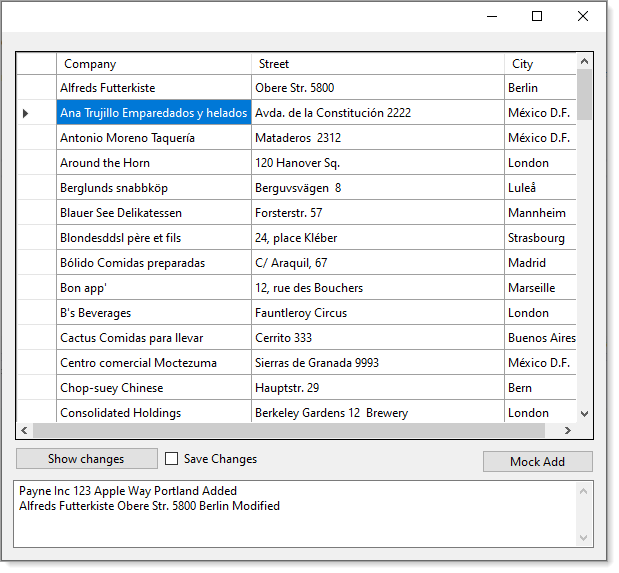 Company Street City
Alfreds Futterkiste Obere Str. 5800 Berlin
Ana Trujillo Emparedados y helados Avda. de la Constitución 2222 México D.F.
Antonio Moreno Taquería Mataderos  2312 México D.F.
Around the Horn 120 Hanover Sq. London
Berglunds snabbköp Berguvsvägen  8 Luleå
Blauer See Delikatessen Forsterstr. 57 Mannheim
Blondesddsl père et fils 24, place Kléber Strasbourg
Bólido Comidas preparadas C/ Araquil, 67 Madrid
Bon app' 12, rue des Bouchers Marseille
B's Beverages Fauntleroy Circus London
Cactus Comidas para llevar Cerrito 333 Buenos Aires
Centro comercial Moctezuma Sierras de Granada 9993 México D.F.
Chop-suey Chinese Hauptstr. 29 Bern
Consolidated Holdings Berkeley Gardens 12  Brewery London
Show changes Save Changes Mock Add
Payne Inc 123 Apple Way Portland Added
Alfreds Futterkiste Obere Str. 5800 Berlin Modified